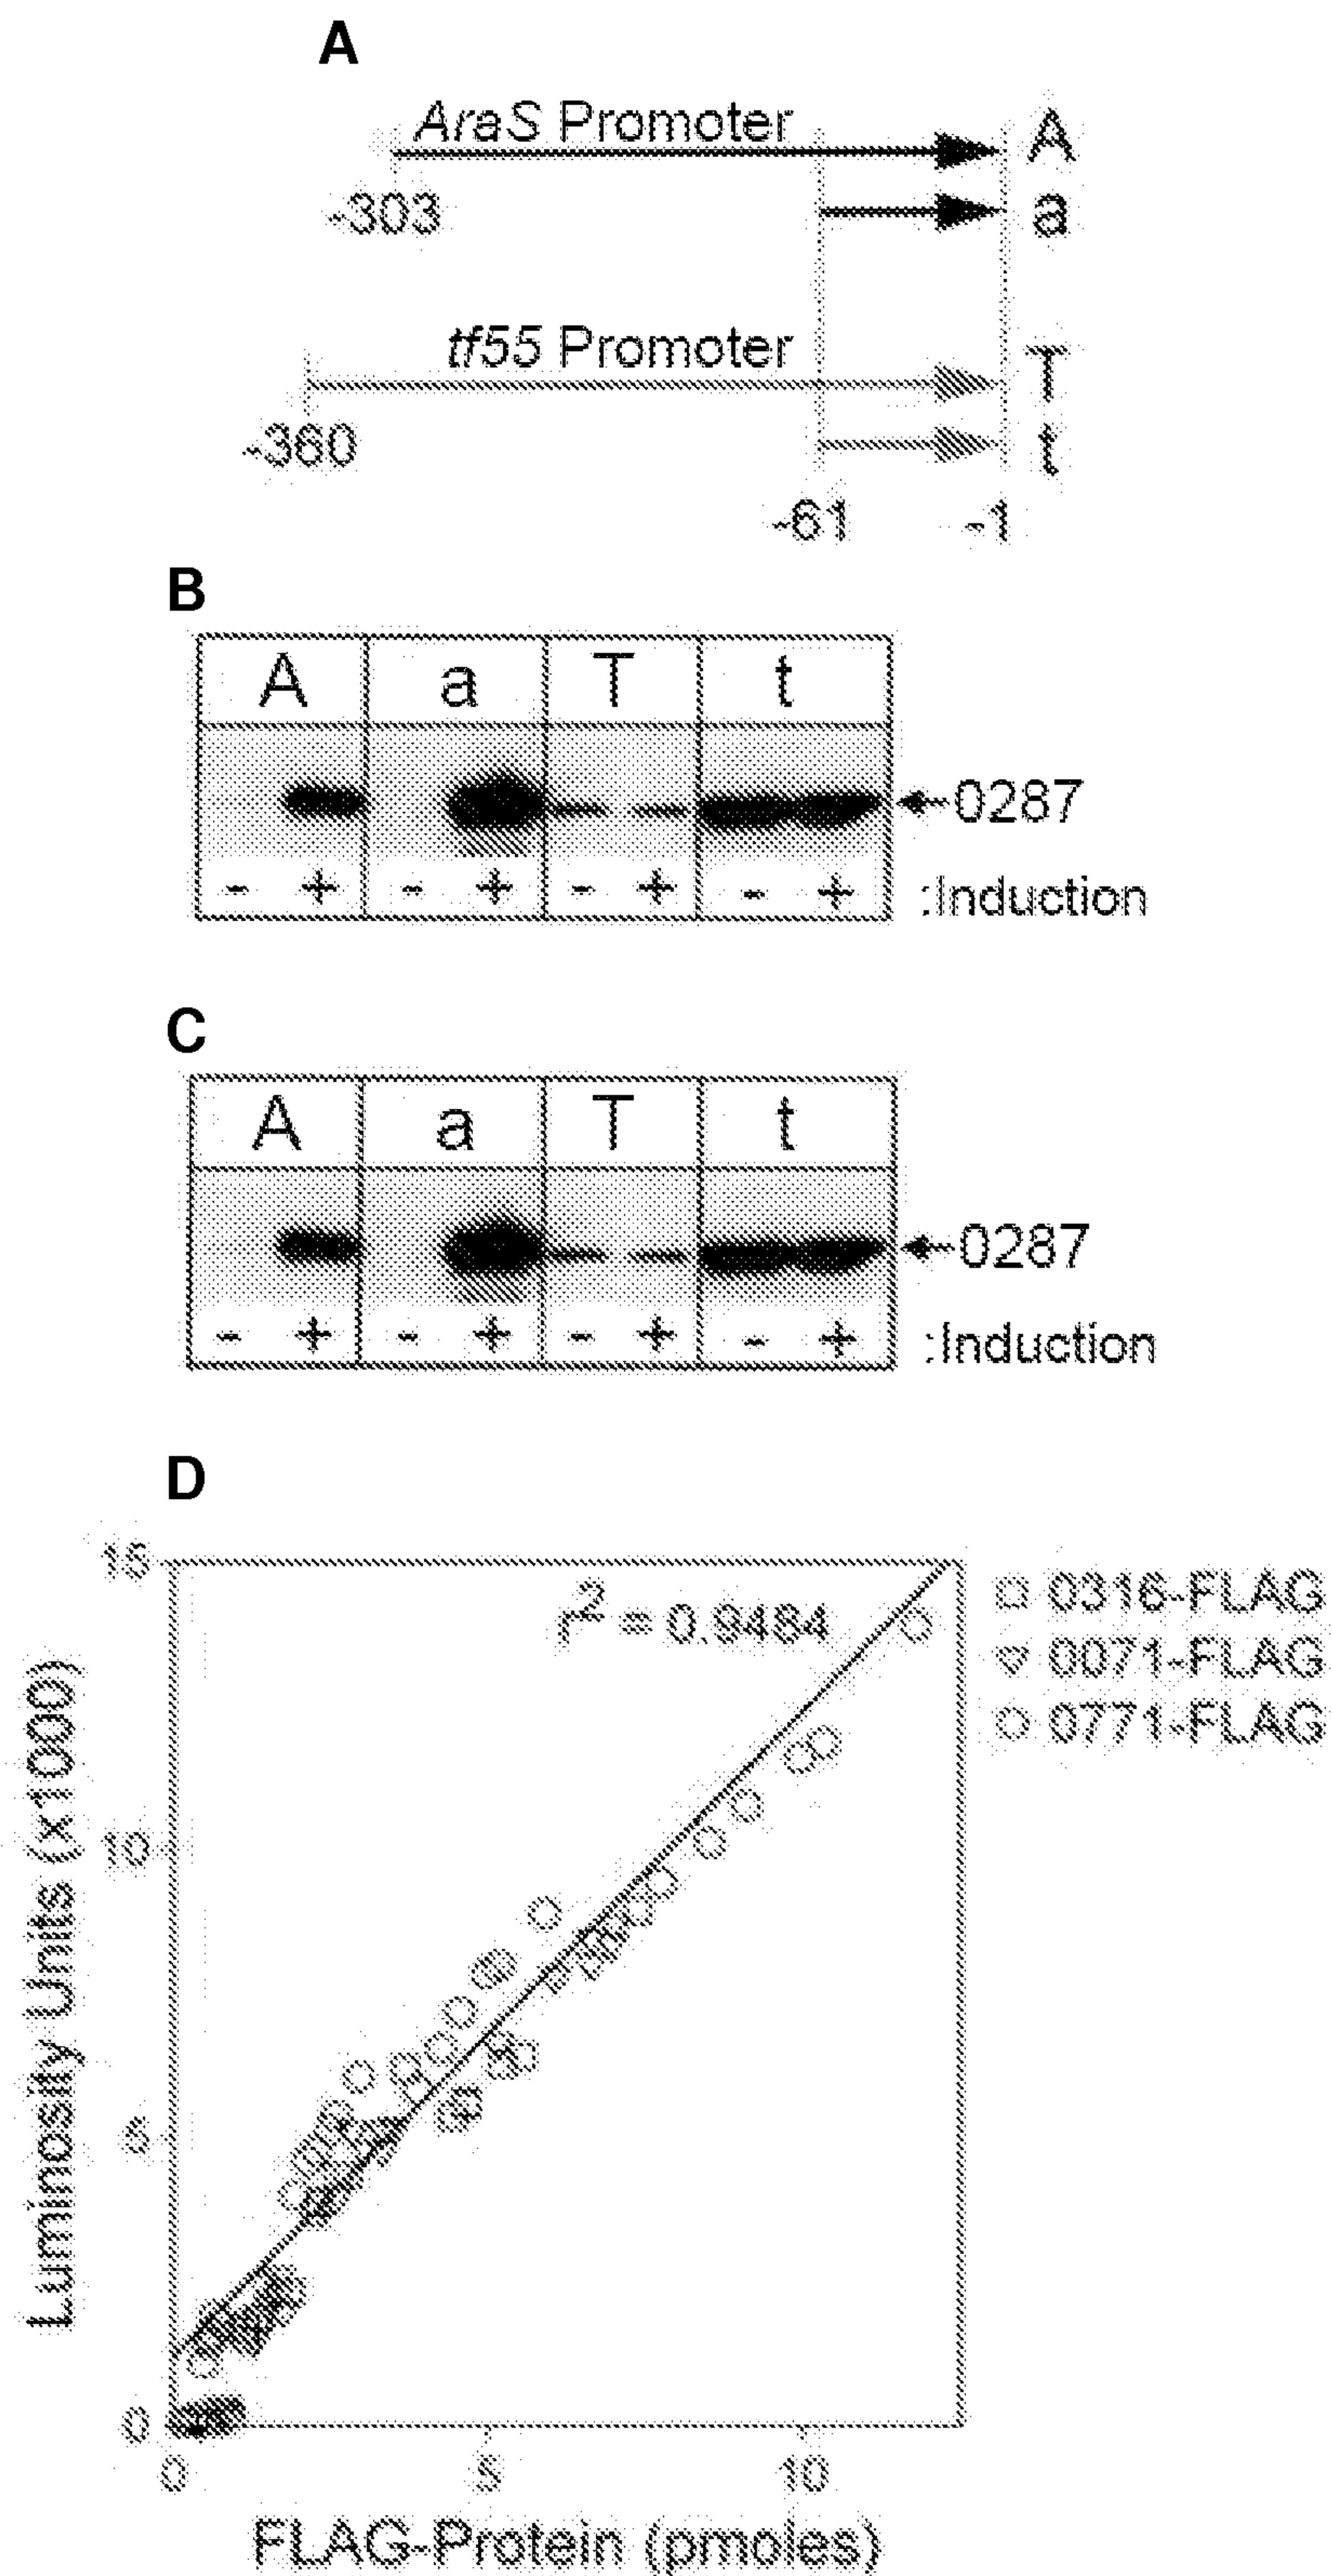 A
AraS Promoter
A
-303
a
tf55 Promoter
T
-360
t
-61 -1
B
A a T t
0287
- + - + - + - + :Induction
C
A a T t
0287
- + - + - + - + :Induction
D
15
r² = 0.9484
0316-FLAG
0071-FLAG
0771-FLAG
Luminosity Units (x1000)
10
5
0
0 5 10
FLAG-Protein (pmoles)